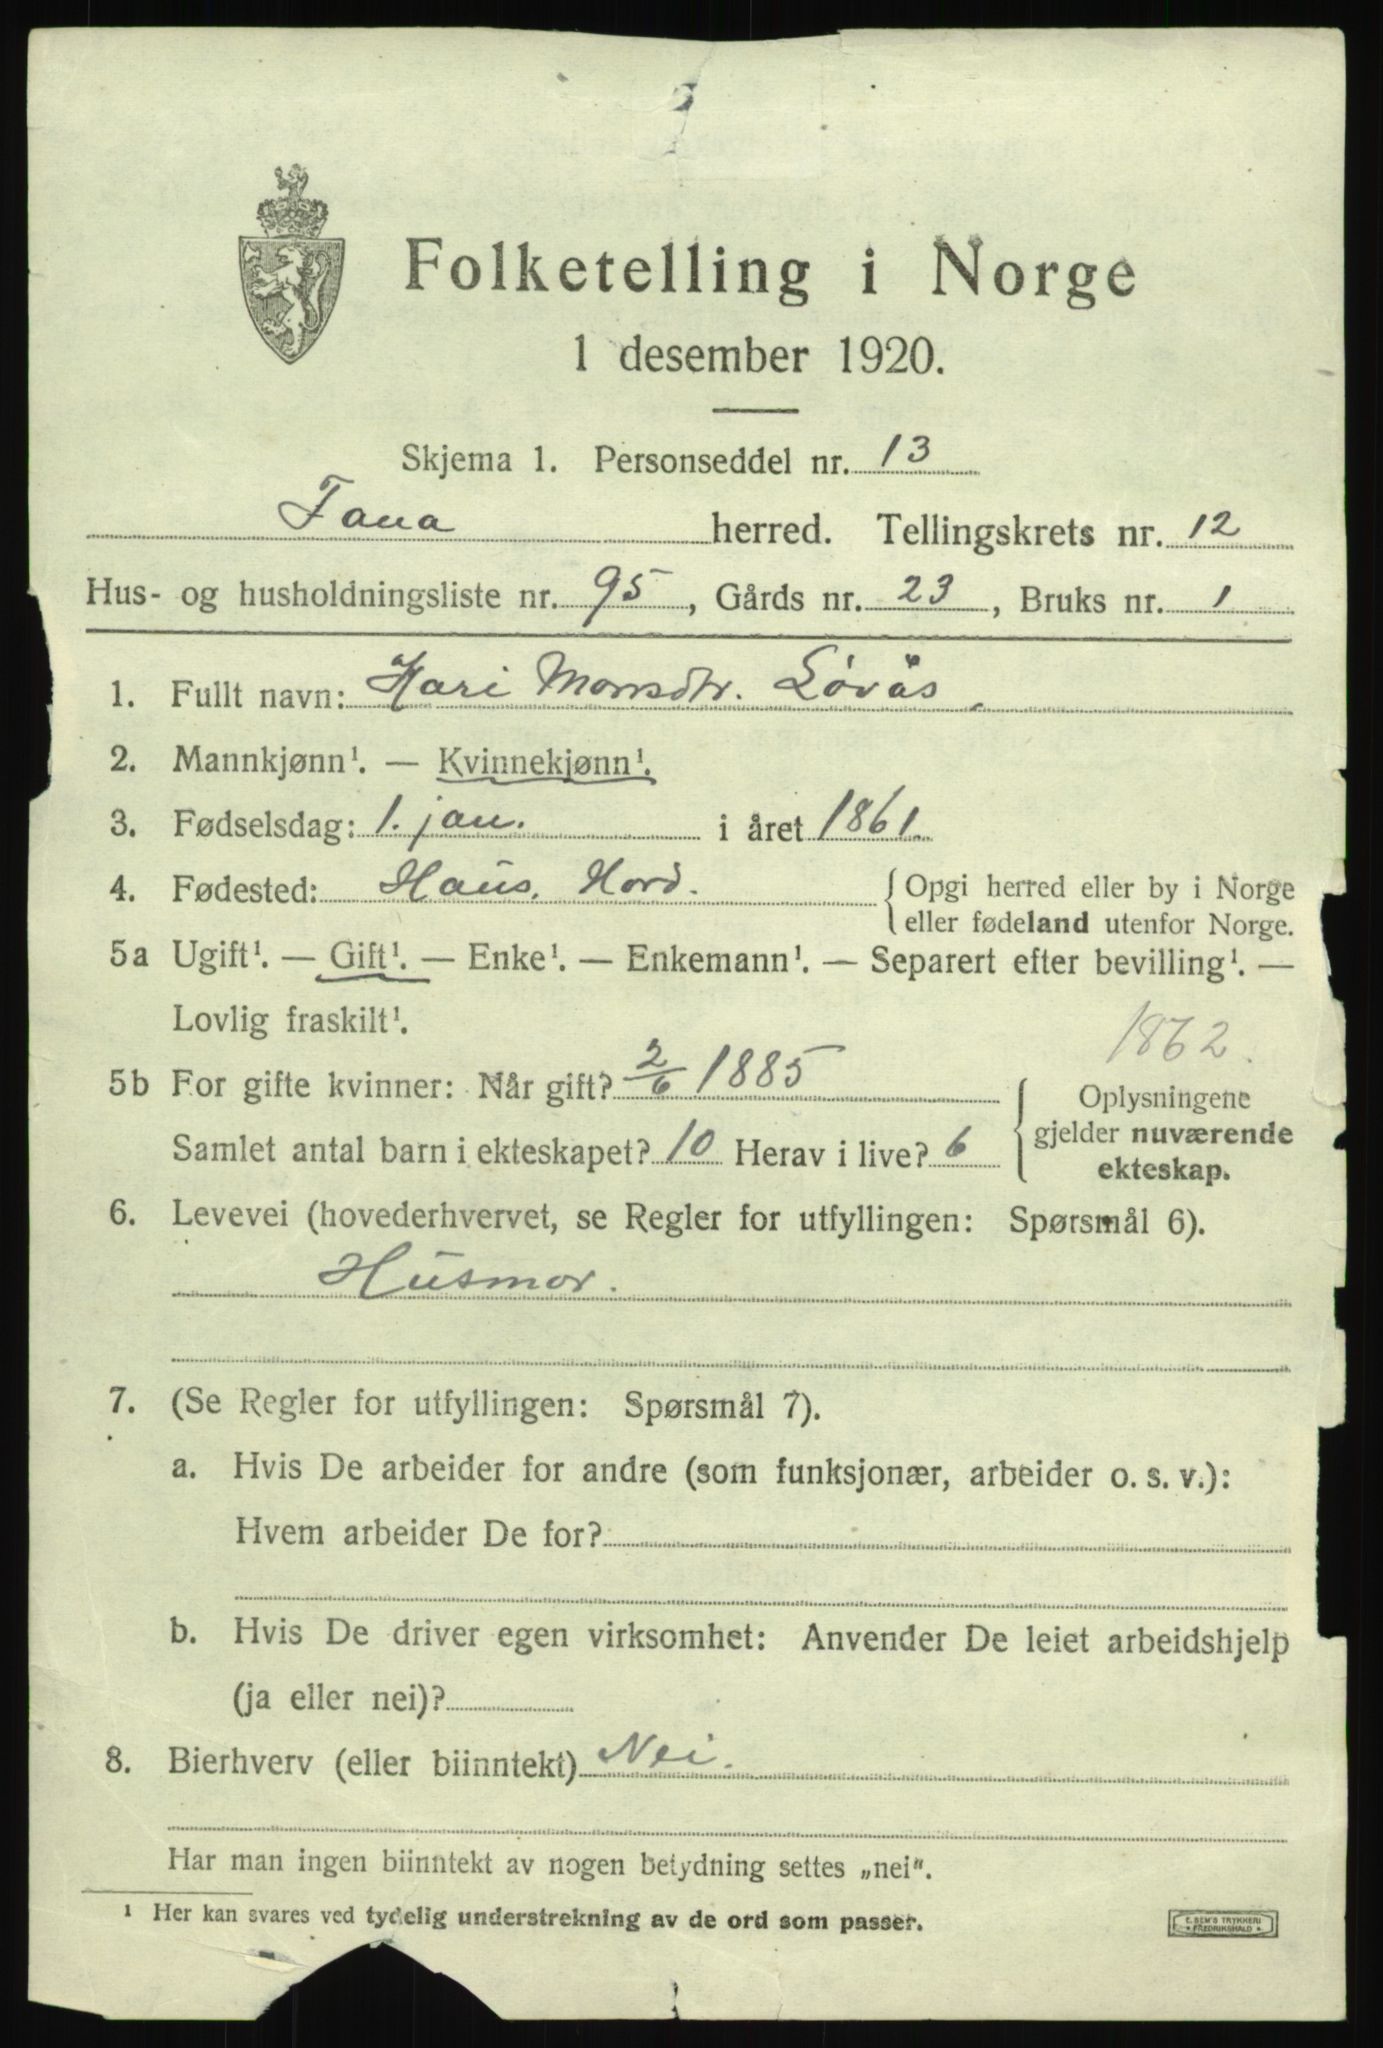 Folketelling i Norge
1 desember 1920.
Skjema 1. Personseddel nr. 13
Fana herred. Tellingskrets nr. 12
Hus- og husholdningsliste nr. 95, Gårds nr. 23, Bruks nr. 1
1. Fullt navn: Kari Monsdtr. Løvås.
2. Mannkjønn¹. — Kvinnekjønn¹.
3. Fødselsdag: 1. jan. i året 1861.
4. Fødested: Haus, Hord. { Opgi herred eller by i Norge
eller fødeland utenfor Norge.
5a Ugift¹. — Gift¹. — Enke¹. — Enkemann¹. — Separert efter bevilling¹. —
Lovlig fraskilt¹.
1862.
5b For gifte kvinner: Når gift? 2/6 1885
Samlet antal barn i ekteskapet? 10 Herav i live? 6
{ Oplysningene
gjelder nuværende
ekteskap.
6. Levevei (hovederhvervet, se Regler for utfyllingen: Spørsmål 6).
Husmor.
7. (Se Regler for utfyllingen: Spørsmål 7).
a. Hvis De arbeider for andre (som funksjonær, arbeider o. s. v.):
Hvem arbeider De for?
b. Hvis De driver egen virksomhet: Anvender De leiet arbeidshjelp
(ja eller nei)?
8. Bierhverv (eller biinntekt) Nei.
Har man ingen biinntekt av nogen betydning settes „nei".
¹ Her kan svares ved tydelig understrekning av de ord som passer.
E. SEM'S TRYKKERI
FREDRIKSHALD